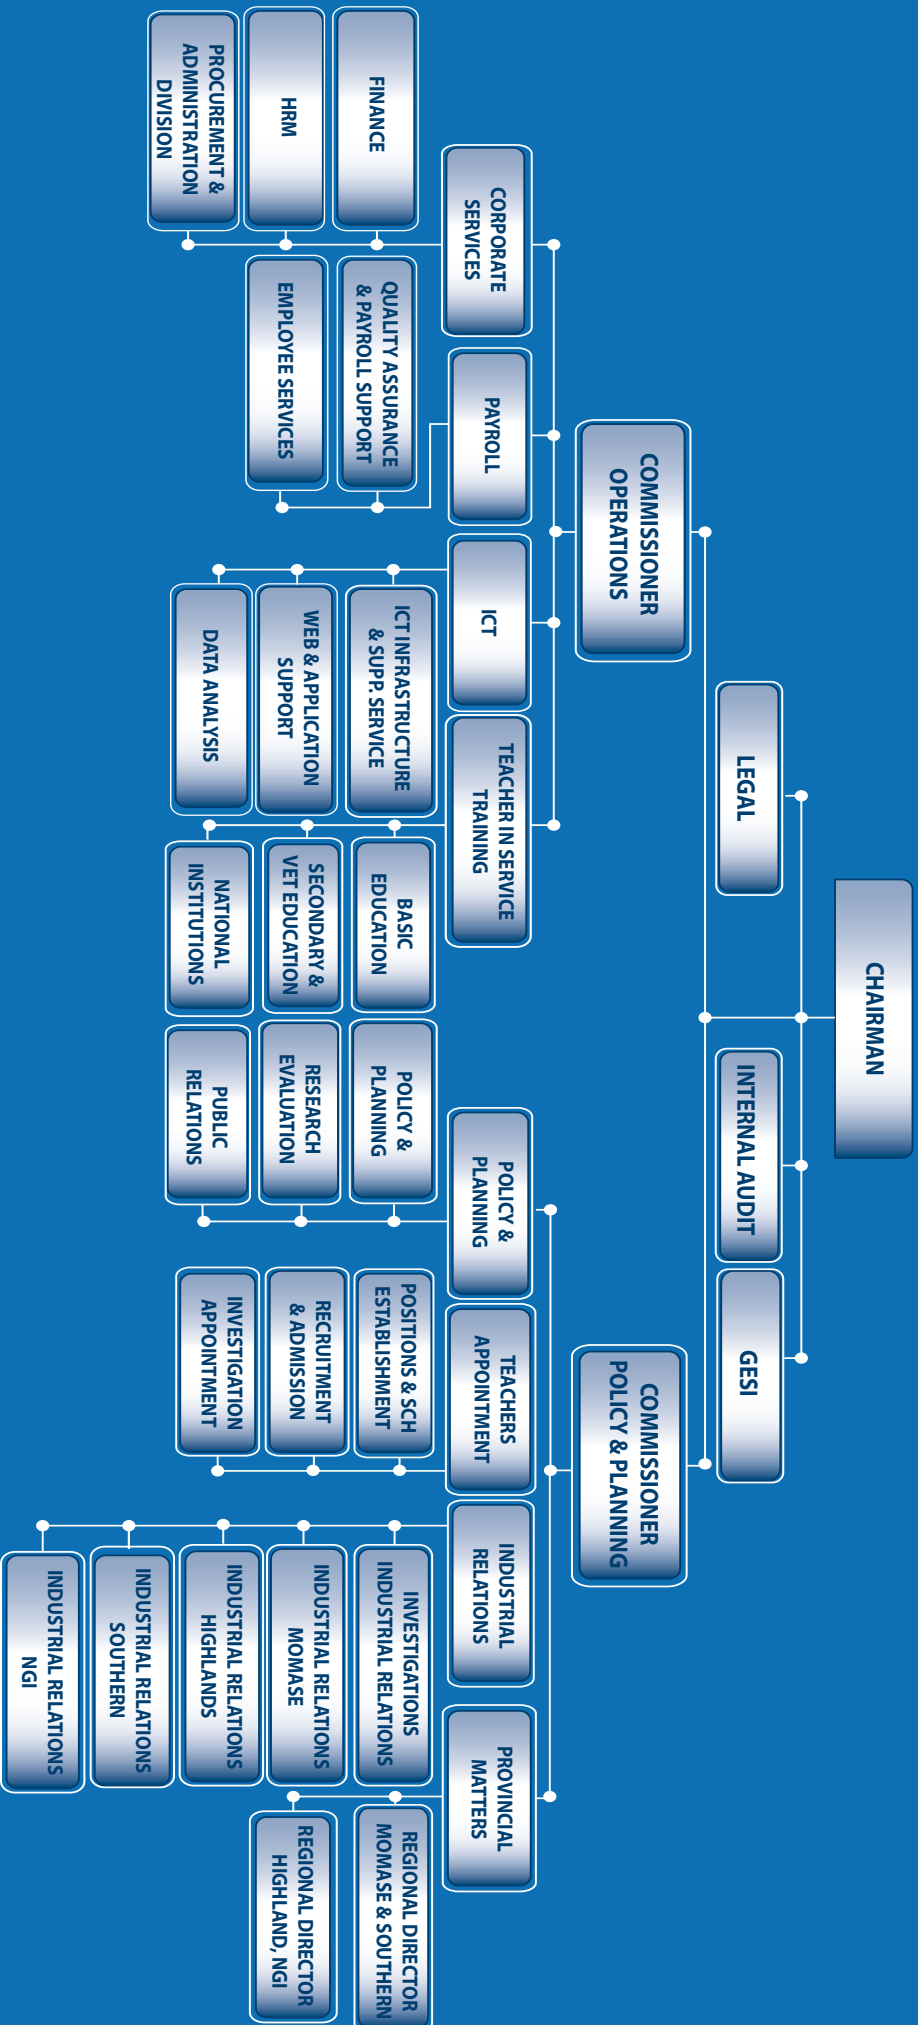 CHAIRMAN
LEGAL
INTERNAL AUDIT
GESI
COMMISSIONER
OPERATIONS
COMMISSIONER
POLICY & PLANNING
CORPORATE
SERVICES
PAYROLL
ICT
TEACHER IN SERVICE
TRAINING
POLICY &
PLANNING
TEACHERS
APPOINTMENT
INDUSTRIAL
RELATIONS
PROVINCIAL
MATTERS
FINANCE
HRM
PROCUREMENT &
ADMINISTRATION
DIVISION
QUALITY ASSURANCE
& PAYROLL SUPPORT
EMPLOYEE SERVICES
ICT INFRASTRUCTURE
& SUPP. SERVICE
WEB & APPLICATION
SUPPORT
DATA ANALYSIS
BASIC
EDUCATION
SECONDARY &
VET EDUCATION
NATIONAL
INSTITUTIONS
POLICY &
PLANNING
RESEARCH
EVALUATION
PUBLIC
RELATIONS
POSITIONS & SCH
ESTABLISHMENT
RECRUITMENT
& ADMISSION
INVESTIGATION
APPOINTMENT
INVESTIGATIONS
INDUSTRIAL RELATIONS
INDUSTRIAL RELATIONS
MOMASE
INDUSTRIAL RELATIONS
HIGHLANDS
INDUSTRIAL RELATIONS
SOUTHERN
INDUSTRIAL RELATIONS
NGI
REGIONAL DIRECTOR
MOMASE & SOUTHERN
REGIONAL DIRECTOR
HIGHLAND, NGI